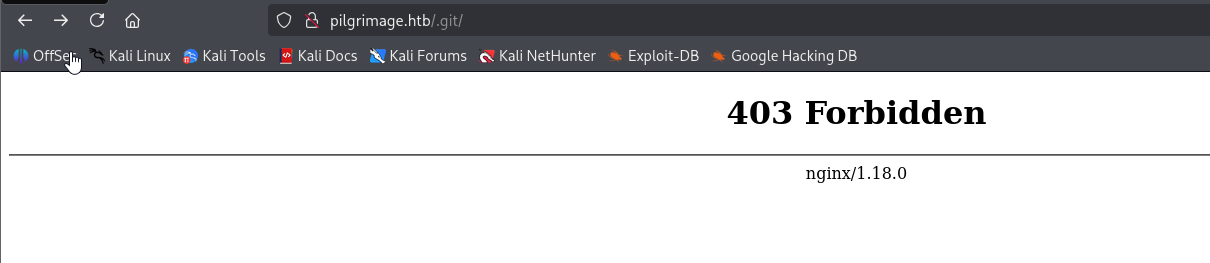 pilgrimage.htb/.git/
Kali Linux Kali Tools Kali Docs Kali Forums Kali NetHunter Exploit-DB Google Hacking DB
403 Forbidden
nginx/1.18.0